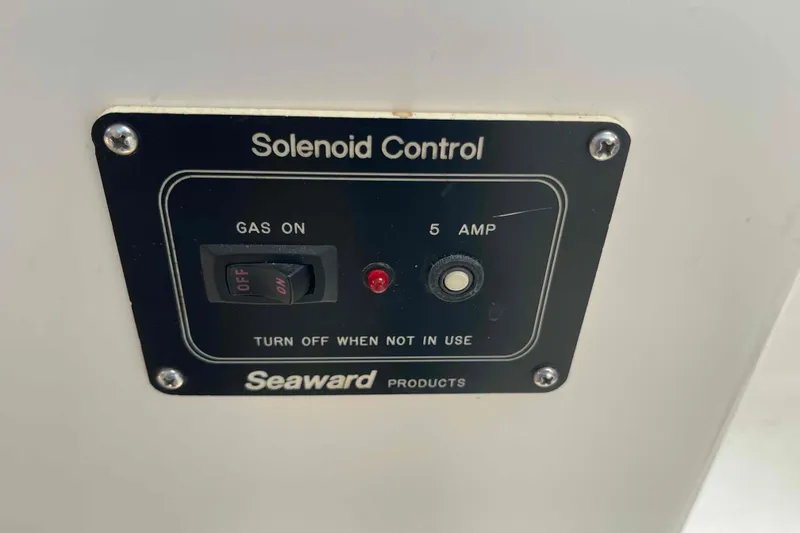 Solenoid Control
GAS ON
5 AMP
OFF
ON
TURN OFF WHEN NOT IN USE
Seaward PRODUCTS